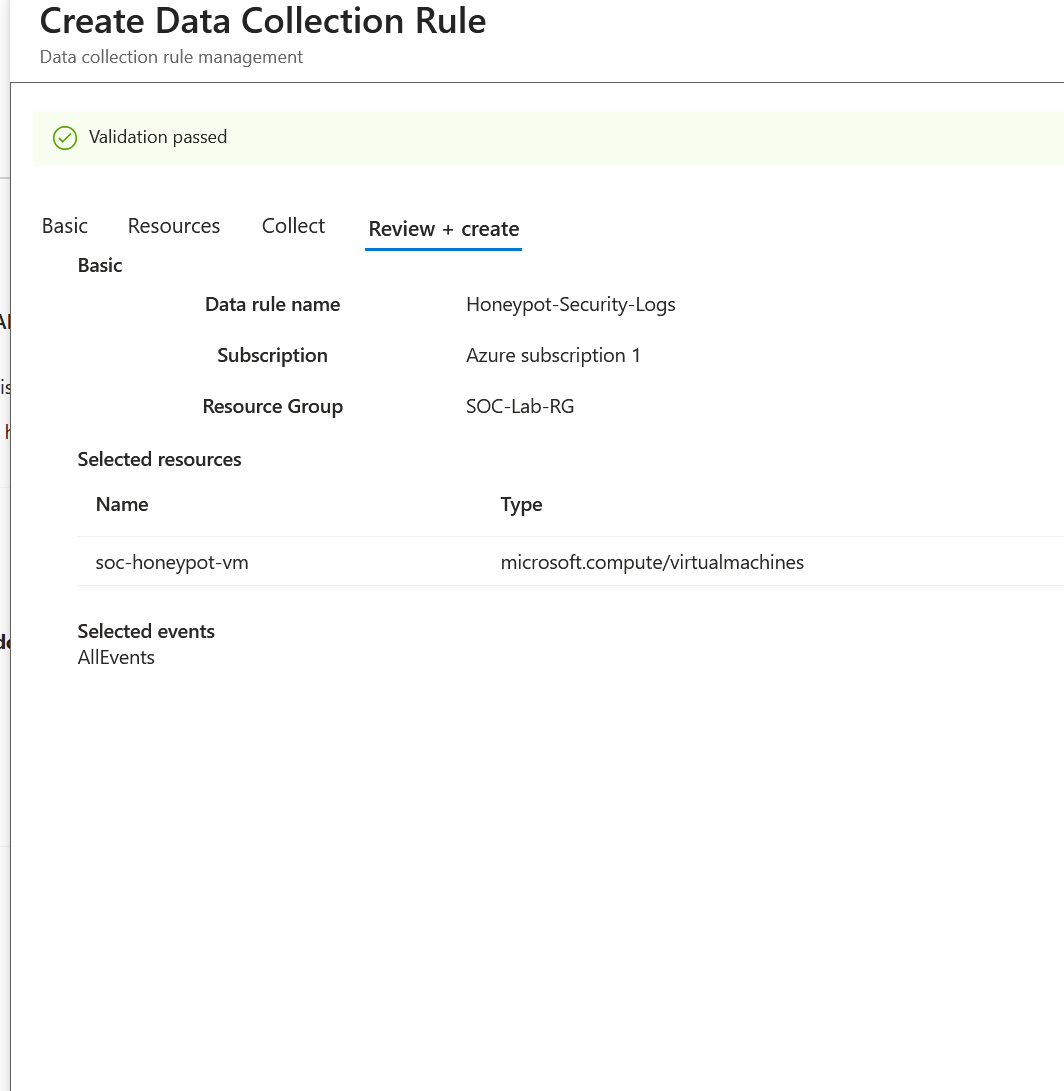 Create Data Collection Rule
Data collection rule management
Validation passed
Basic Resources Collect Review + create
Basic
Data rule name Honeypot-Security-Logs
Subscription Azure subscription 1
Resource Group SOC-Lab-RG
Selected resources
Name Type
soc-honeypot-vm microsoft.compute/virtualmachines
Selected events
AllEvents